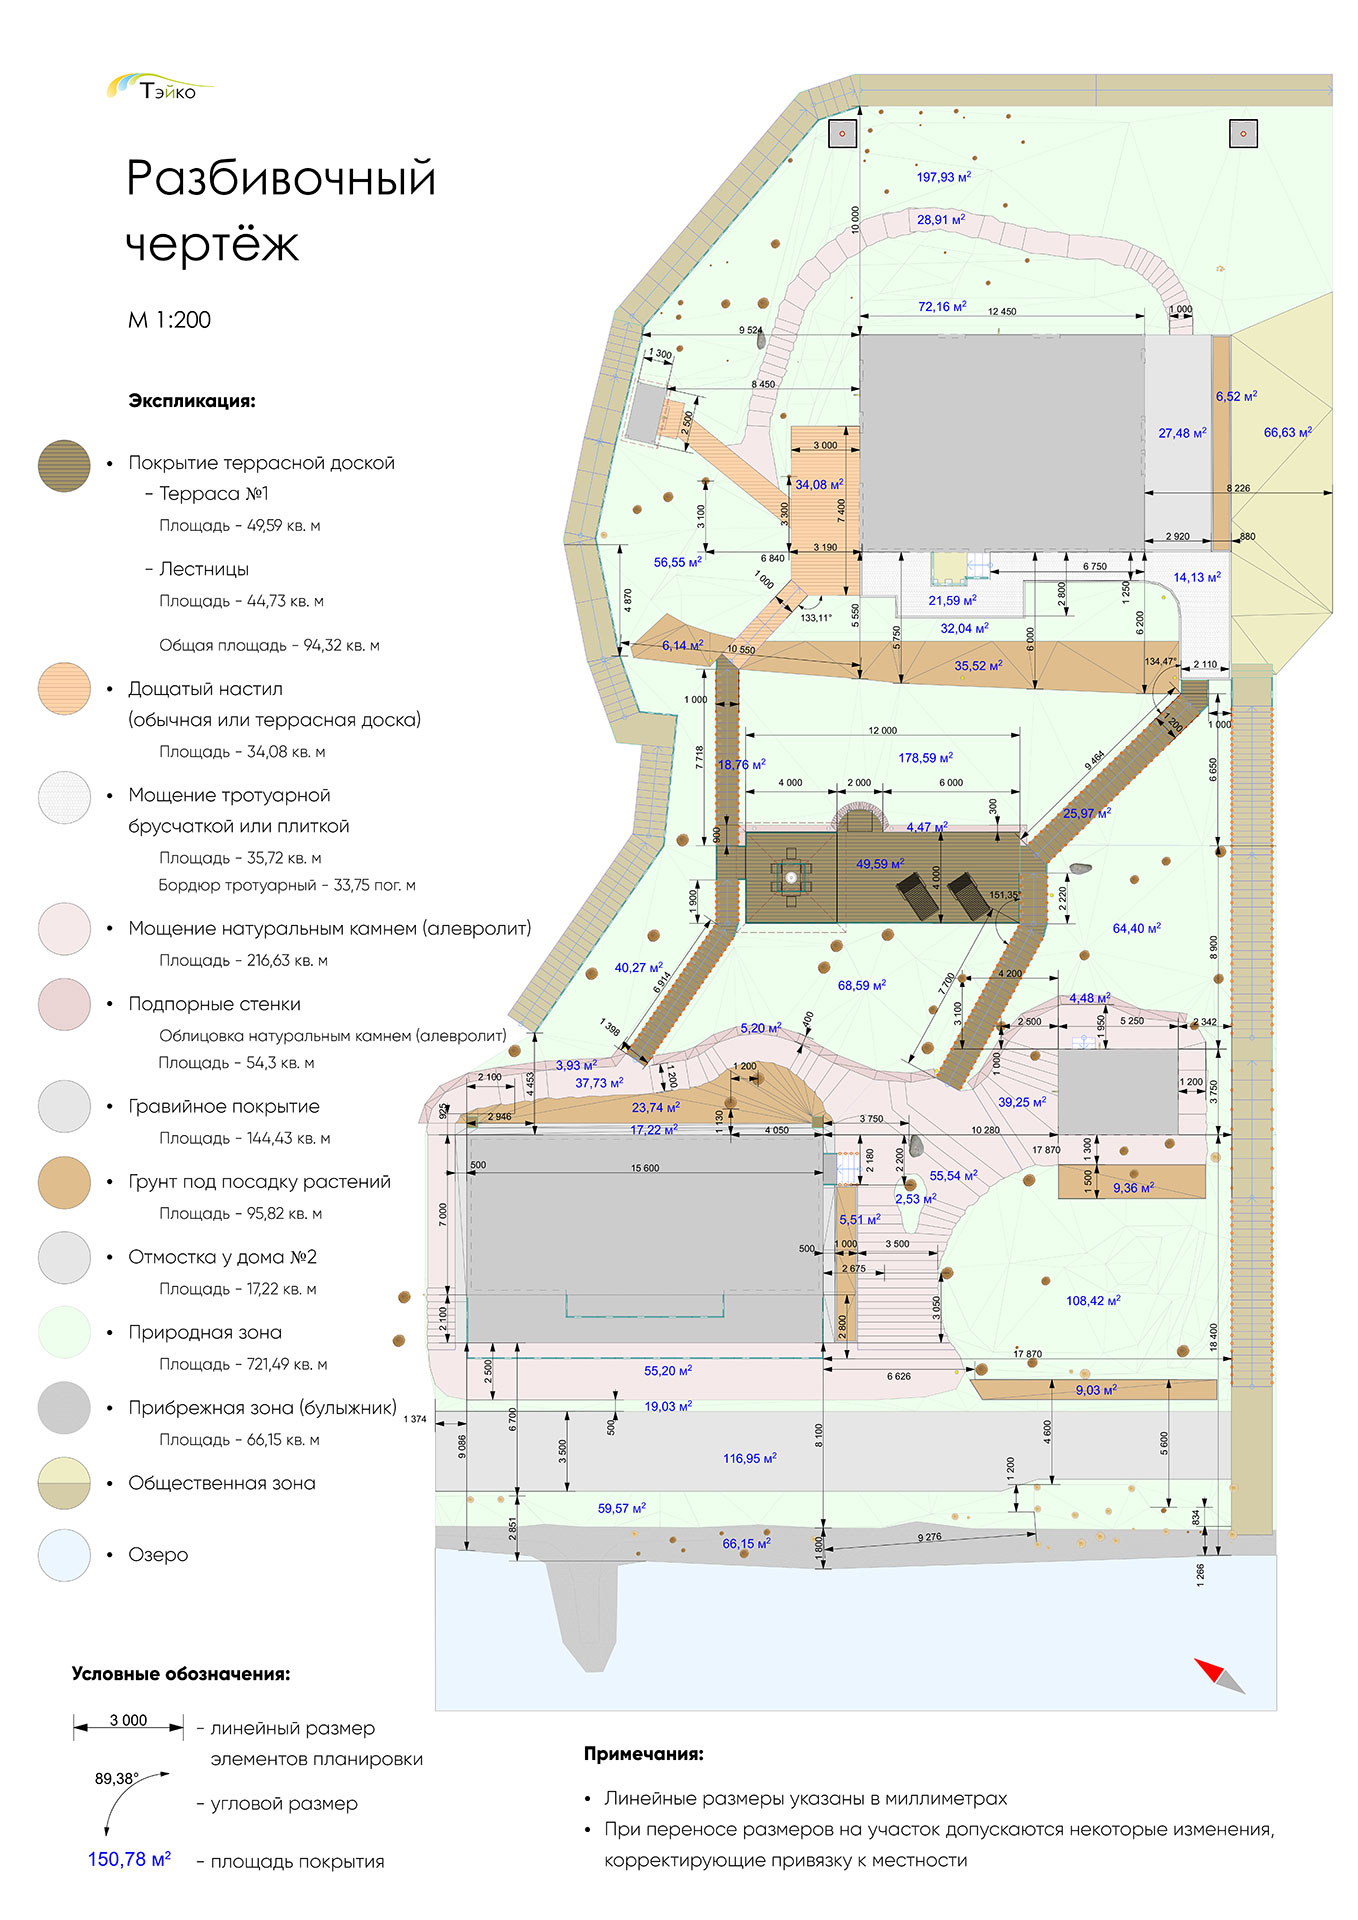 Тэйко
Разбивочный
чертёж
М 1:200
Экспликация:
• Покрытие террасной доской
- Терраса №1
Площадь - 49,59 кв. м
- Лестницы
Площадь - 44,73 кв. м
Общая площадь - 94,32 кв. м
• Дощатый настил
(обычная или террасная доска)
Площадь - 34,08 кв. м
• Мощение тротуарной
брусчаткой или плиткой
Площадь - 35,72 кв. м
Бордюр тротуарный - 33,75 пог. м
• Мощение натуральным камнем (алевролит)
Площадь - 216,63 кв. м
• Подпорные стенки
Облицовка натуральным камнем (алевролит)
Площадь - 54,3 кв. м
• Гравийное покрытие
Площадь - 144,43 кв. м
• Грунт под посадку растений
Площадь - 95,82 кв. м
• Отмостка у дома №2
Площадь - 17,22 кв. м
• Природная зона
Площадь - 721,49 кв. м
• Прибрежная зона (булыжник)
Площадь - 66,15 кв. м
• Общественная зона
• Озеро
Условные обозначения:
3 000
- линейный размер
элементов планировки
89,38°
- угловой размер
150,78 м²
- площадь покрытия
197,93 м²
28,91 м²
10 000
72,16 м²
12 450
1 000
9 524
1 300
8 450
2 500
6,52 м²
3 000
27,48 м²
66,63 м²
34,08 м²
8 226
3 100
3 300
7 400
2 920
880
3 190
6 840
56,55 м²
6 750
14,13 м²
1 000
4 870
21,59 м²
2 800
1 250
133,11°
5 550
32,04 м²
5 750
6 000
6 200
6,14 м²
10 550
35,52 м²
134,47°
2 110
1 000
1 200
1 000
12 000
7 718
18,76 м²
178,59 м²
9 464
6 650
4 000
2 000
6 000
300
25,97 м²
900
4,47 м²
49,59 м²
4 000
151,35°
2 220
1 900
64,40 м²
8 900
40,27 м²
6 914
68,59 м²
7 700
4 200
3 100
4,48 м²
1 398
5,20 м²
400
2 500
1 950
5 250
2 342
3,93 м²
37,73 м²
4 453
1 200
1 200
1 000
2 100
1 200
3 750
925
23,74 м²
39,25 м²
2 946
1 130
3 750
17,22 м²
4 050
10 280
500
15 600
2 180
2 200
17 870
1 300
55,54 м²
1 500
9,36 м²
2,53 м²
7 000
5,51 м²
500
1 000
3 500
2 675
2 100
2 800
3 050
108,42 м²
18 400
17 870
2 500
55,20 м²
6 626
9,03 м²
19,03 м²
1 374
9 086
6 700
3 500
500
8 100
4 600
5 600
116,95 м²
1 200
59,57 м²
2 851
834
66,15 м²
1 800
9 276
1 266
Примечания:
• Линейные размеры указаны в миллиметрах
• При переносе размеров на участок допускаются некоторые изменения,
корректирующие привязку к местности